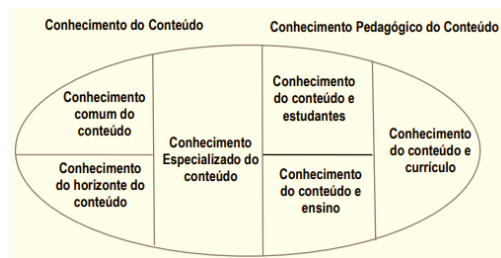 Conhecimento do Conteúdo
Conhecimento Pedagógico do Conteúdo
Conhecimento
comum do
conteúdo
Conhecimento
do horizonte do
conteúdo
Conhecimento
Especializado do
conteúdo
Conhecimento
do conteúdo e
estudantes
Conhecimento
do conteúdo e
ensino
Conhecimento
do conteúdo e
currículo